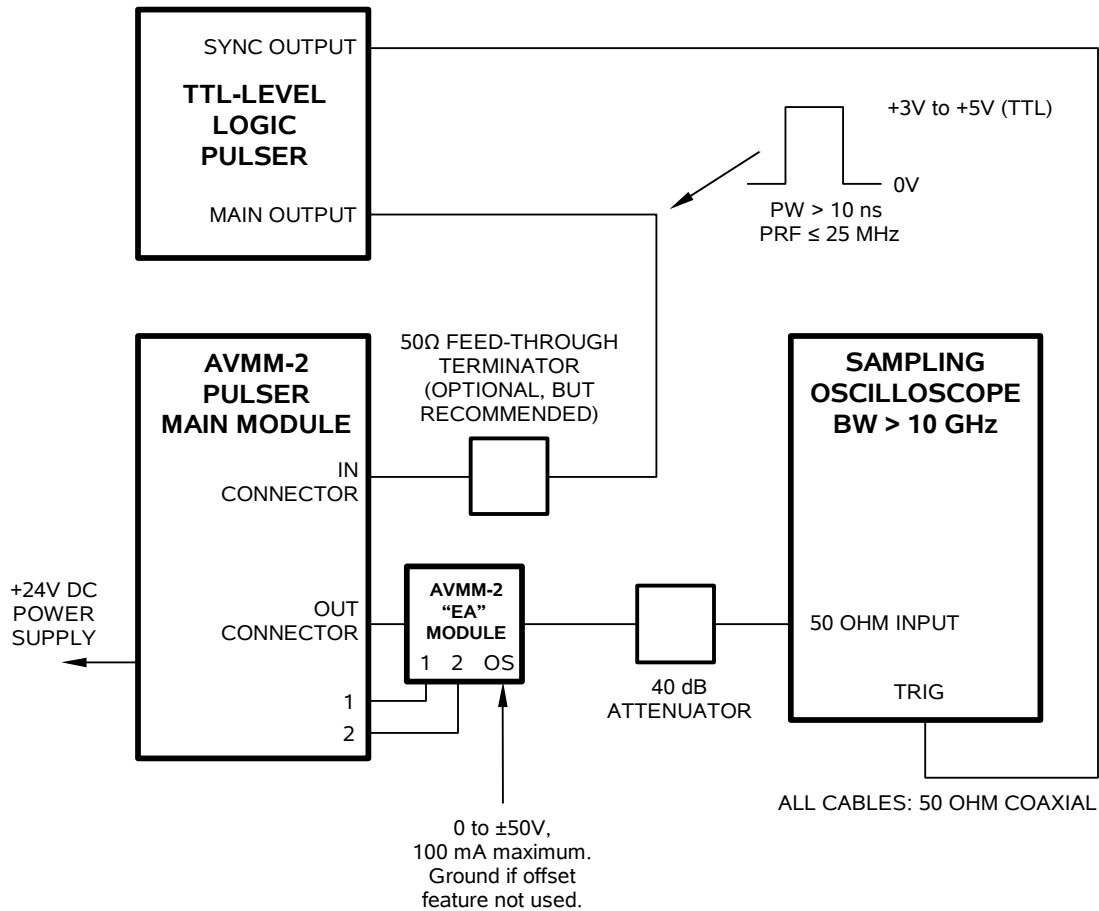 SYNC OUTPUT
TTL-LEVEL
LOGIC
PULSER
MAIN OUTPUT
+3V to +5V (TTL)
0V
PW > 10 ns
PRF ≤ 25 MHz
AVMM-2
PULSER
MAIN MODULE
IN
CONNECTOR
OUT
CONNECTOR
1
2
+24V DC
POWER
SUPPLY
50Ω FEED-THROUGH
TERMINATOR
(OPTIONAL, BUT
RECOMMENDED)
AVMM-2
“EA”
MODULE
1 2 OS
0 to ±50V,
100 mA maximum.
Ground if offset
feature not used.
40 dB
ATTENUATOR
SAMPLING
OSCILLOSCOPE
BW > 10 GHz
50 OHM INPUT
TRIG
ALL CABLES: 50 OHM COAXIAL